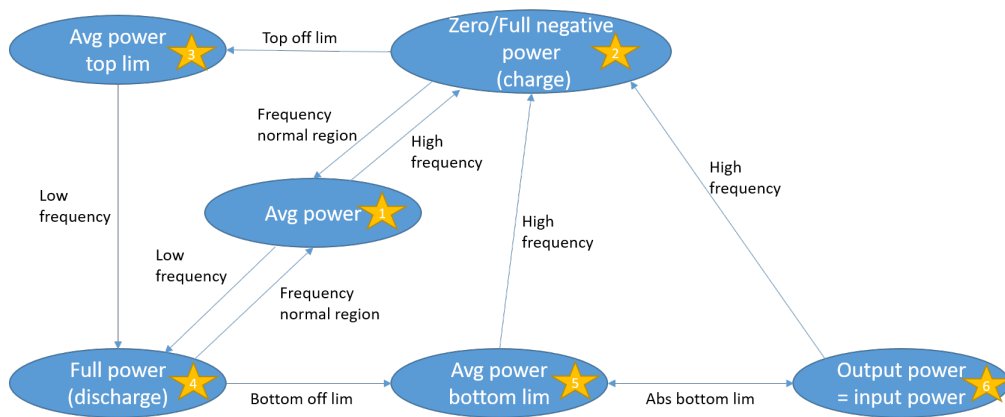 Avg power
top lim
3
Top off lim
Zero/Full negative
power
(charge)
2
Frequency
normal region
High
frequency
High
frequency
Low
frequency
Avg power
1
High
frequency
Low
frequency
Frequency
normal region
Full power
(discharge)
4
Bottom off lim
Avg power
bottom lim
5
Abs bottom lim
Output power
= input power
6